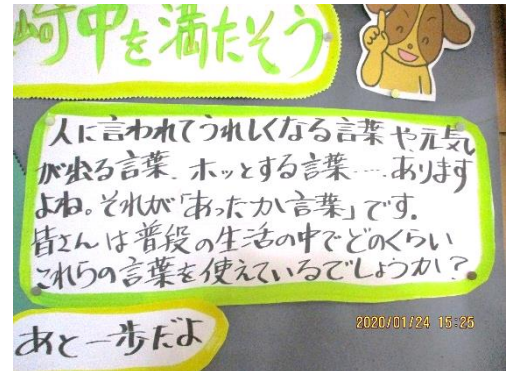 崎中を満たそう
人に言われてうれしくなる言葉や元気
が出る言葉、ホッとする言葉……あります
よね。それが「あったか言葉」です。
皆さんは普段の生活の中でどのくらい
これらの言葉を使えているでしょうか？
あと一歩だよ
2020/01/24 15:25